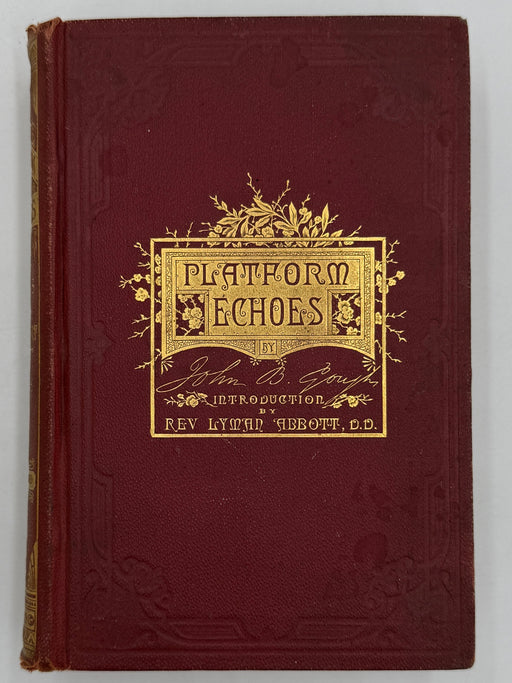 PLATFORM
ECHOES
BY
John B. Gough
INTRODUCTION
BY
REV LYMAN ABBOTT, D.D.